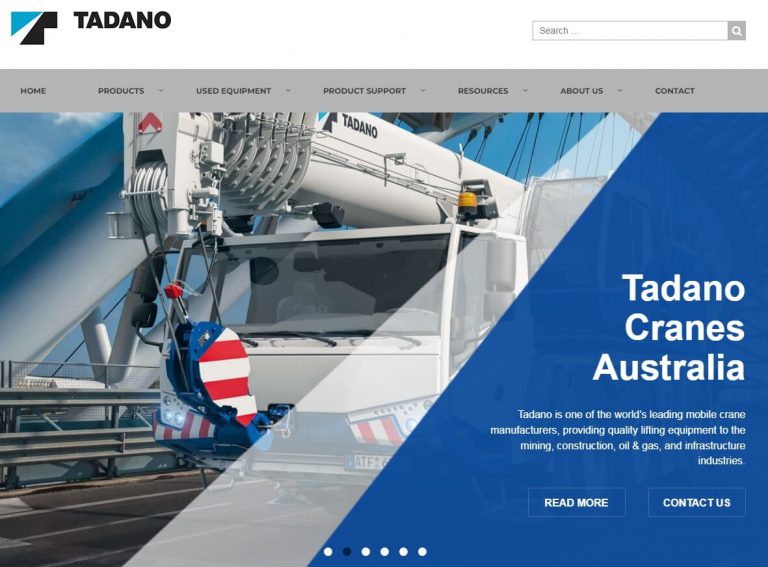 TADANO
Search ...
HOME
PRODUCTS
USED EQUIPMENT
PRODUCT SUPPORT
RESOURCES
ABOUT US
CONTACT
TADANO
Tadano
Cranes
Australia
Tadano is one of the world's leading mobile crane
manufacturers, providing quality lifting equipment to the
mining, construction, oil & gas, and infrastructure
industries.
READ MORE
CONTACT US